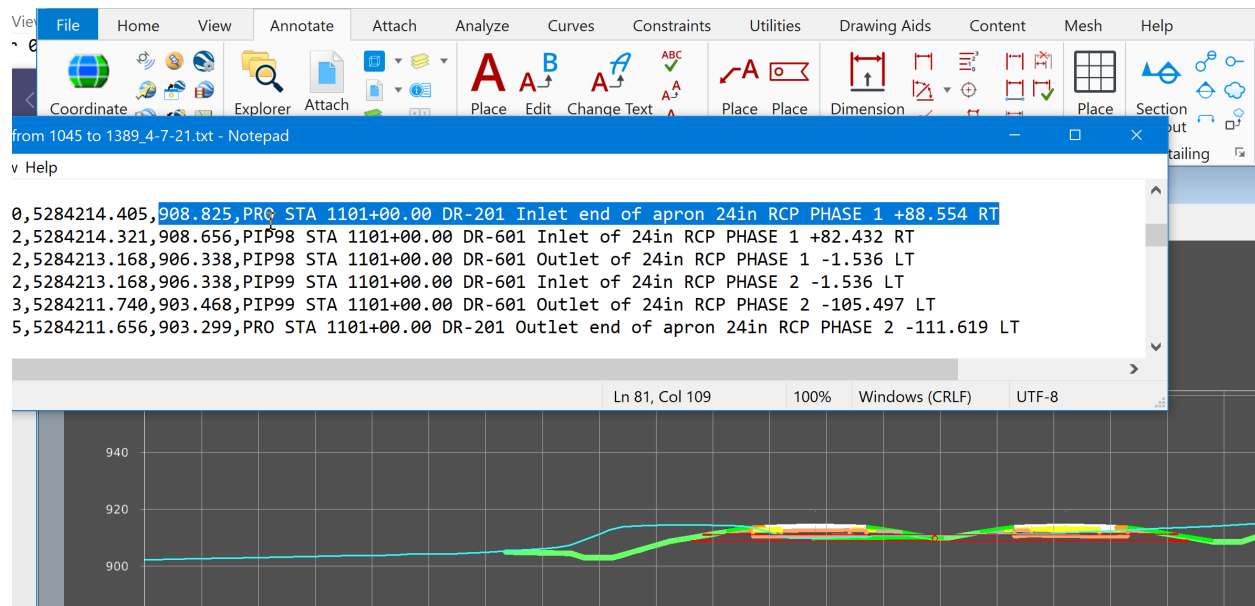 Vie
File Home View Annotate Attach Analyze Curves Constraints Utilities Drawing Aids Content Mesh Help
Coordinate Explorer Attach Place Edit Change Text Place Place Dimension Place Section
A A B A A ABC A A A
out
tailing
from 1045 to 1389_4-7-21.txt - Notepad
w Help
0,5284214.405,908.825,PRO STA 1101+00.00 DR-201 Inlet end of apron 24in RCP PHASE 1 +88.554 RT
2,5284214.321,908.656,PIP98 STA 1101+00.00 DR-601 Inlet of 24in RCP PHASE 1 +82.432 RT
2,5284213.168,906.338,PIP98 STA 1101+00.00 DR-601 Outlet of 24in RCP PHASE 1 -1.536 LT
2,5284213.168,906.338,PIP99 STA 1101+00.00 DR-601 Inlet of 24in RCP PHASE 2 -1.536 LT
3,5284211.740,903.468,PIP99 STA 1101+00.00 DR-601 Outlet of 24in RCP PHASE 2 -105.497 LT
5,5284211.656,903.299,PRO STA 1101+00.00 DR-201 Outlet end of apron 24in RCP PHASE 2 -111.619 LT
Ln 81, Col 109 100% Windows (CRLF) UTF-8
940
920
900